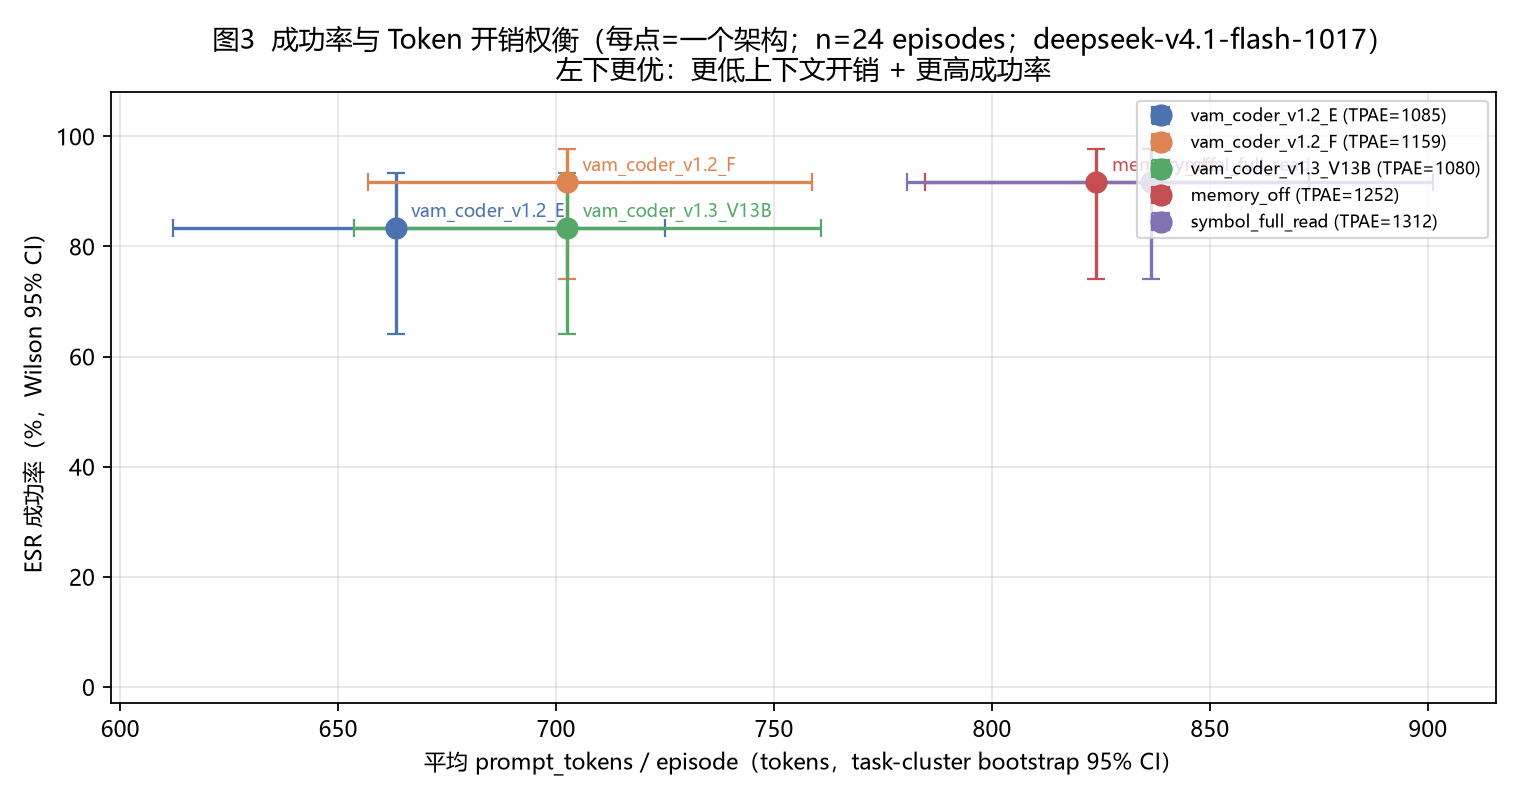 图3 成功率与 Token 开销权衡（每点=一个架构；n=24 episodes；deepseek-v4.1-flash-1017）
左下更优：更低上下文开销 + 更高成功率
vam_coder_v1.2_E (TPAE=1085)
vam_coder_v1.2_F (TPAE=1159)
vam_coder_v1.3_V13B (TPAE=1080)
memory_off (TPAE=1252)
symbol_full_read (TPAE=1312)
vam_coder_v1.2_F
vam_coder_v1.2_E
vam_coder_v1.3_V13B
100
80
60
40
20
0
ESR 成功率（%，Wilson 95% CI）
600 650 700 750 800 850 900
平均 prompt_tokens / episode（tokens，task-cluster bootstrap 95% CI）